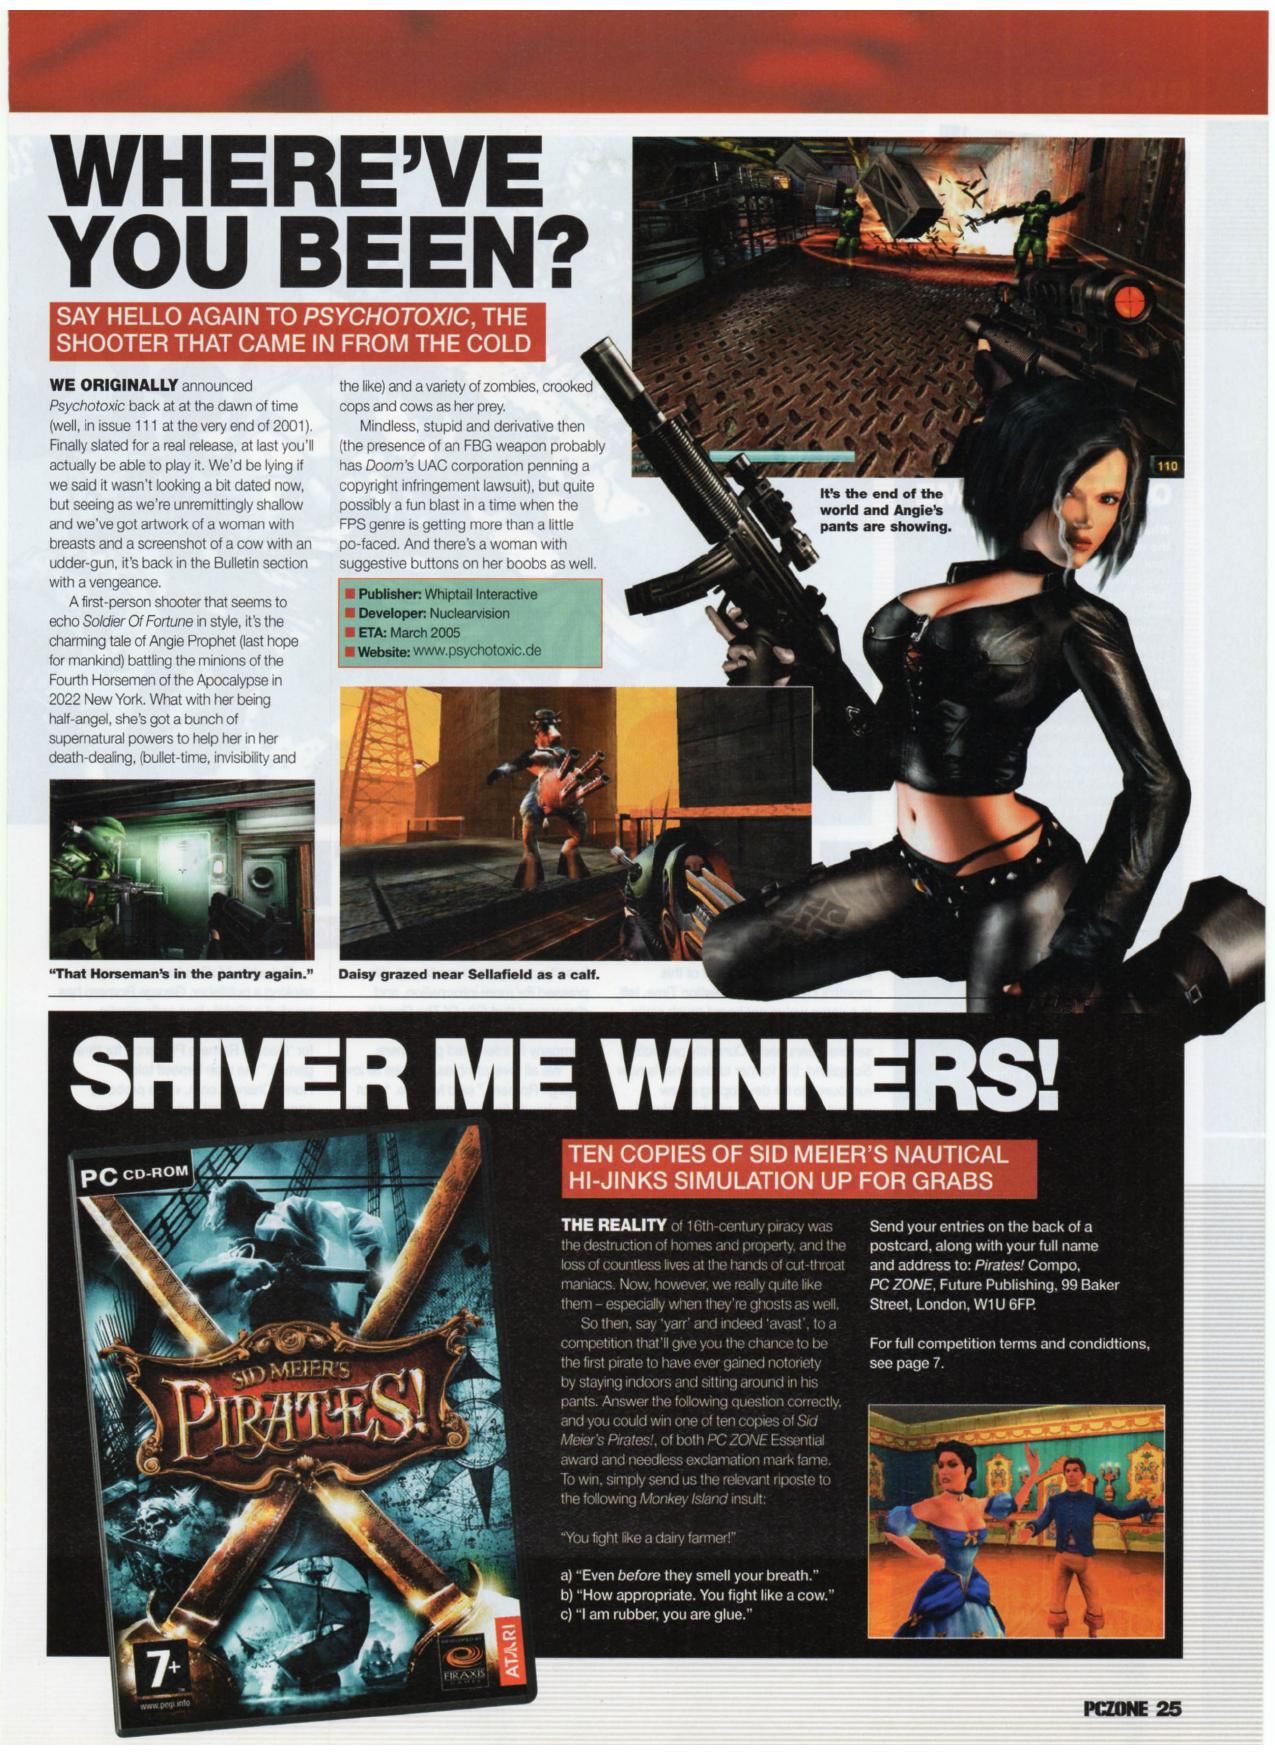 WHERE'VE
YOU BEEN?
SAY HELLO AGAIN TO PSYCHOTOXIC, THE
SHOOTER THAT CAME IN FROM THE COLD
WE ORIGINALLY announced
Psychotoxic back at at the dawn of time
(well, in issue 111 at the very end of 2001).
Finally slated for a real release, at last you'll
actually be able to play it. We'd be lying if
we said it wasn't looking a bit dated now,
but seeing as we're unremittingly shallow
and we've got artwork of a woman with
breasts and a screenshot of a cow with an
udder-gun, it's back in the Bulletin section
with a vengeance.
A first-person shooter that seems to
echo Soldier Of Fortune in style, it's the
charming tale of Angie Prophet (last hope
for mankind) battling the minions of the
Fourth Horsemen of the Apocalypse in
2022 New York. What with her being
half-angel, she's got a bunch of
supernatural powers to help her in her
death-dealing, (bullet-time, invisibility and
the like) and a variety of zombies, crooked
cops and cows as her prey.
Mindless, stupid and derivative then
(the presence of an FBG weapon probably
has Doom's UAC corporation penning a
copyright infringement lawsuit), but quite
possibly a fun blast in a time when the
FPS genre is getting more than a little
po-faced. And there's a woman with
suggestive buttons on her boobs as well.
Publisher: Whiptail Interactive
Developer: Nuclearvision
ETA: March 2005
Website: www.psychotoxic.de
110
It's the end of the
world and Angie's
pants are showing.
"That Horseman's in the pantry again."
Daisy grazed near Sellafield as a calf.
SHIVER ME WINNERS!
PC CD-ROM
SID MEIER'S
PIRATES!
7+
www.pegi.info
DEVELOPED BY
FIRAXIS
GAMES
ATARI
TEN COPIES OF SID MEIER'S NAUTICAL
HI-JINKS SIMULATION UP FOR GRABS
THE REALITY of 16th-century piracy was
the destruction of homes and property, and the
loss of countless lives at the hands of cut-throat
maniacs. Now, however, we really quite like
them – especially when they're ghosts as well.
So then, say 'yarr' and indeed 'avast', to a
competition that'll give you the chance to be
the first pirate to have ever gained notoriety
by staying indoors and sitting around in his
pants. Answer the following question correctly,
and you could win one of ten copies of Sid
Meier's Pirates!, of both PC ZONE Essential
award and needless exclamation mark fame.
To win, simply send us the relevant riposte to
the following Monkey Island insult:
"You fight like a dairy farmer!"
a) "Even before they smell your breath."
b) "How appropriate. You fight like a cow."
c) "I am rubber, you are glue."
Send your entries on the back of a
postcard, along with your full name
and address to: Pirates! Compo,
PC ZONE, Future Publishing, 99 Baker
Street, London, W1U 6FP.
For full competition terms and condidtions,
see page 7.
PCZONE 25